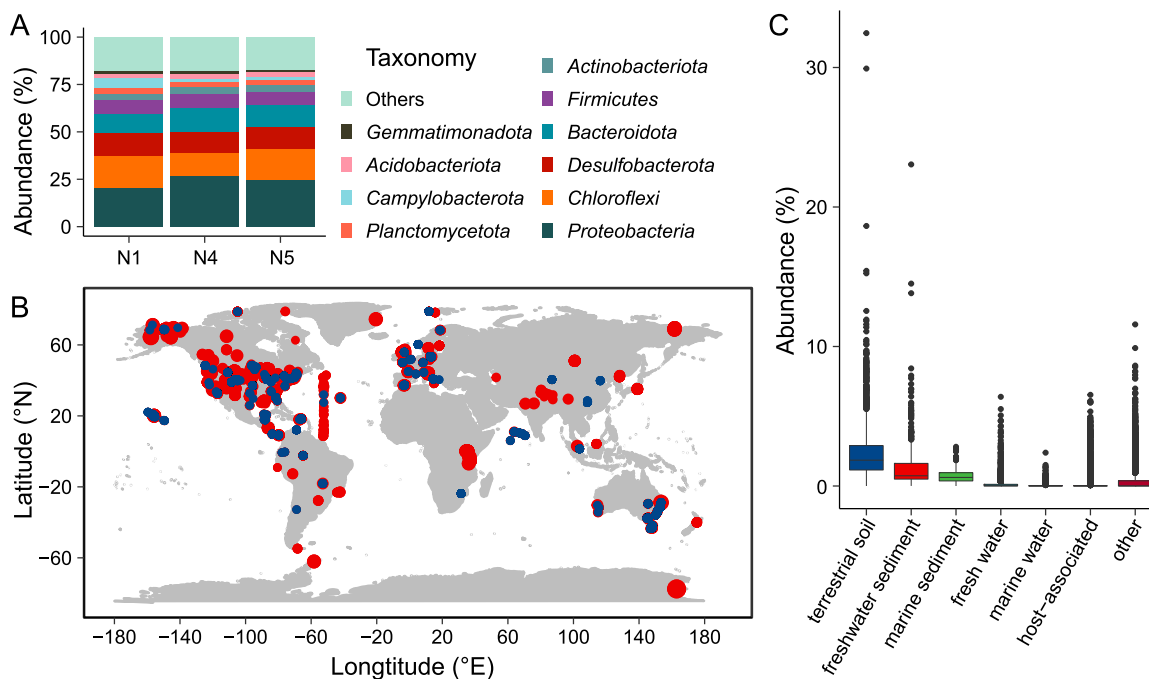 A
Abundance (%)
100
75
50
25
0
N1
N4
N5
Taxonomy
Others
Gemmatimonadota
Acidobacteriota
Campylobacterota
Planctomycetota
Actinobacteriota
Firmicutes
Bacteroidota
Desulfobacterota
Chloroflexi
Proteobacteria
B
Latitude (°N)
60
20
−20
−60
−180
−140
−100
−60
−20
20
60
100
140
180
Longtitude (°E)
C
Abundance (%)
30
20
10
0
terrestrial soil
freshwater sediment
marine sediment
fresh water
marine water
host−associated
other